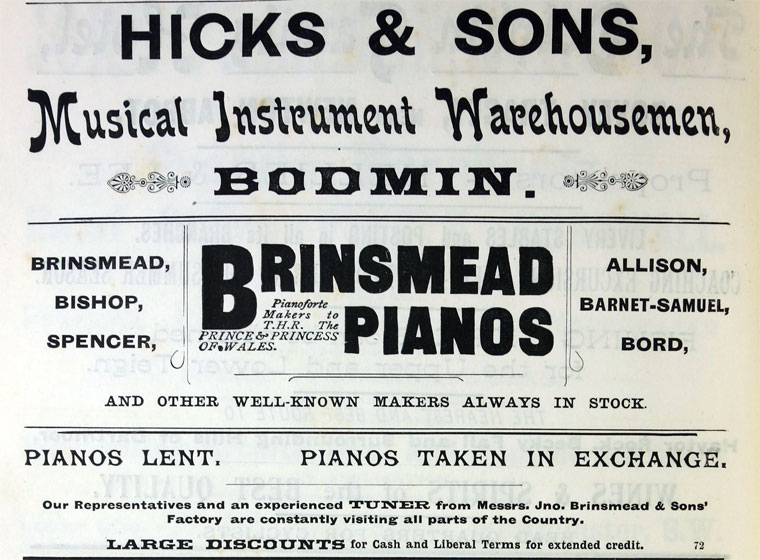 HICKS & SONS,
Musical Instrument Warehousemen,
BODMIN.
BRINSMEAD,
BISHOP,
SPENCER,
BRINSMEAD
Pianoforte
Makers to
T.H.R. The
PRINCE & PRINCESS
OF WALES.
PIANOS
ALLISON,
BARNET-SAMUEL,
BORD,
AND OTHER WELL-KNOWN MAKERS ALWAYS IN STOCK.
PIANOS LENT. PIANOS TAKEN IN EXCHANGE.
Our Representatives and an experienced TUNER from Messrs. Jno. Brinsmead & Sons'
Factory are constantly visiting all parts of the Country.
LARGE DISCOUNTS for Cash and Liberal Terms for extended credit. 72